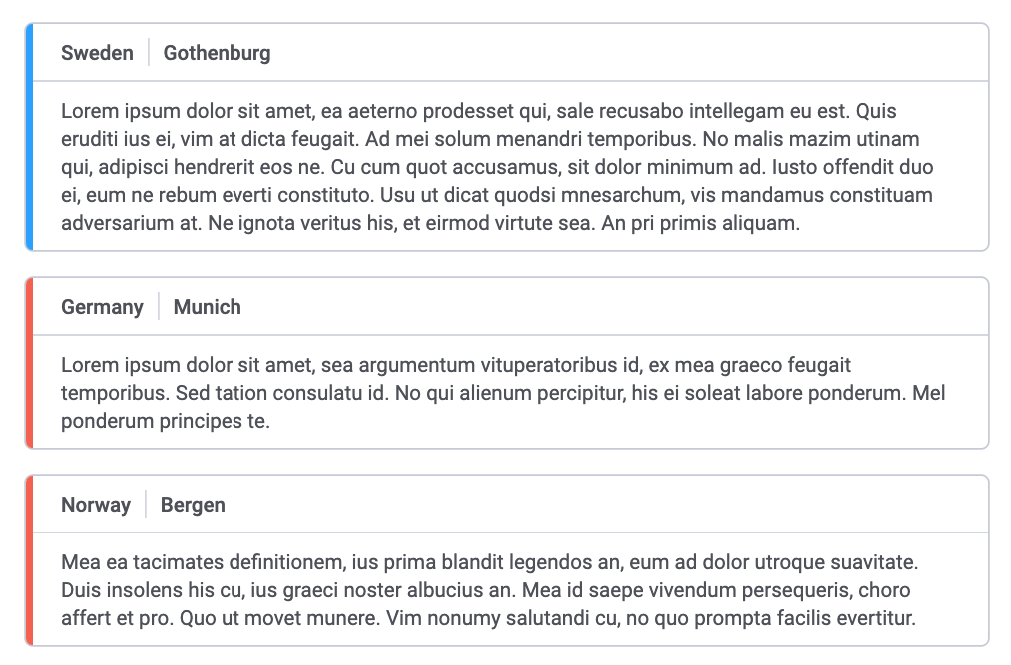 Sweden Gothenburg
Lorem ipsum dolor sit amet, ea aeterno prodesset qui, sale recusabo intellegam eu est. Quis
eruditi ius ei, vim at dicta feugait. Ad mei solum menandri temporibus. No malis mazim utinam
qui, adipisci hendrerit eos ne. Cu cum quot accusamus, sit dolor minimum ad. Iusto offendit duo
ei, eum ne rebum everti constituto. Usu ut dicat quodsi mnesarchum, vis mandamus constituam
adversarium at. Ne ignota veritus his, et eirmod virtute sea. An pri primis aliquam.
Germany Munich
Lorem ipsum dolor sit amet, sea argumentum vituperatoribus id, ex mea graeco feugait
temporibus. Sed tation consulatu id. No qui alienum percipitur, his ei soleat labore ponderum. Mel
ponderum principes te.
Norway Bergen
Mea ea tacimates definitionem, ius prima blandit legendos an, eum ad dolor utroque suavitate.
Duis insolens his cu, ius graeci noster albucius an. Mea id saepe vivendum persequeris, choro
affert et pro. Quo ut movet munere. Vim nonumy salutandi cu, no quo prompta facilis evertitur.